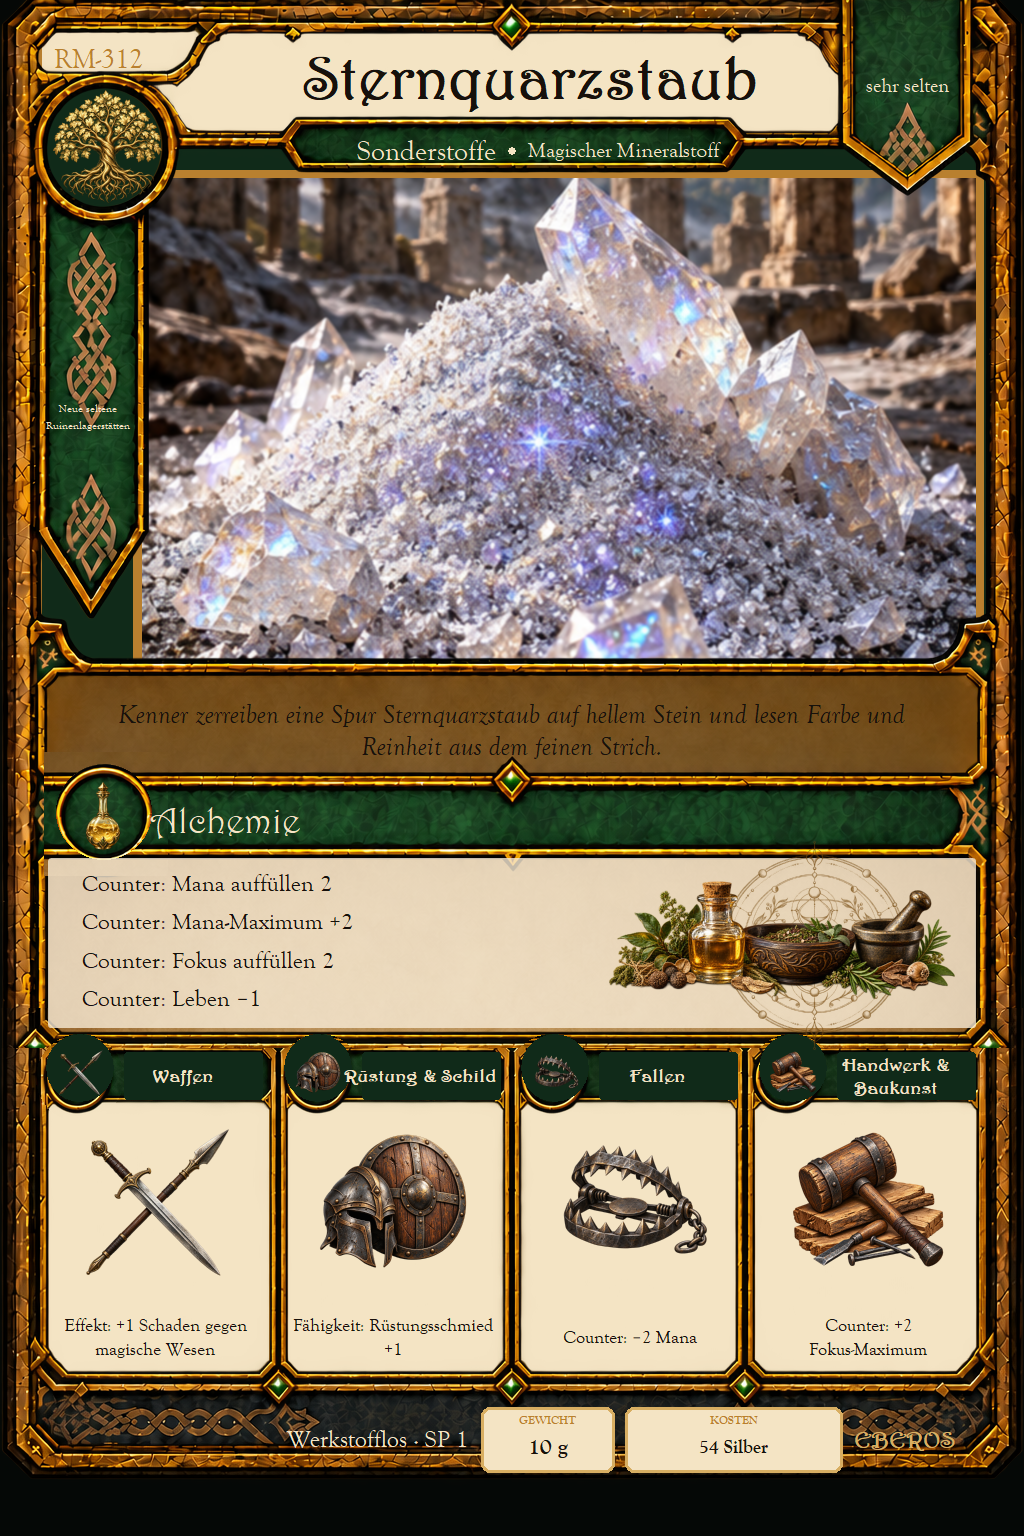 RM-312
Sternquarzstaub
sehr selten
Sonderstoffe • Magischer Mineralstoff
Neue seltene
Ruinenlagerstätten
Kenner zerreiben eine Spur Sternquarzstaub auf hellem Stein und lesen Farbe und
Reinheit aus dem feinen Strich.
Alchemie
Counter: Mana auffüllen 2
Counter: Mana-Maximum +2
Counter: Fokus auffüllen 2
Counter: Leben −1
Waffen
Effekt: +1 Schaden gegen
magische Wesen
Rüstung & Schild
Fähigkeit: Rüstungsschmied
+1
Fallen
Counter: −2 Mana
Handwerk &
Baukunst
Counter: +2
Fokus-Maximum
Werkstofflos · SP 1
GEWICHT
10 g
KOSTEN
54 Silber
EBEROS